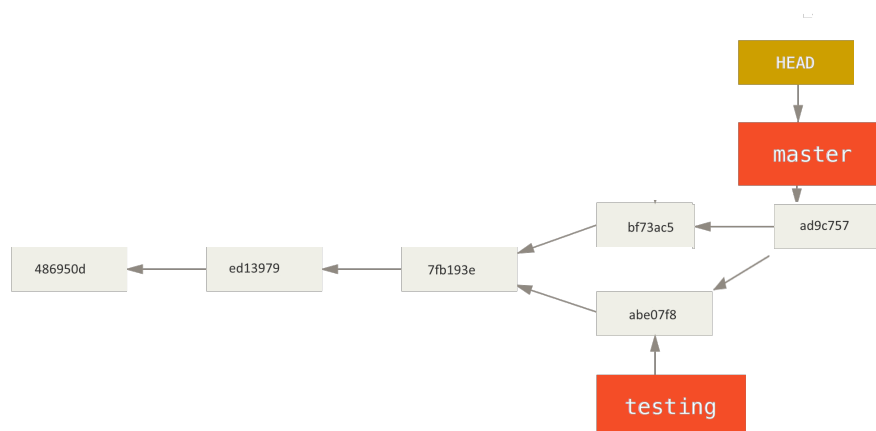 HEAD
master
bf73ac5
ad9c757
486950d
ed13979
7fb193e
abe07f8
testing